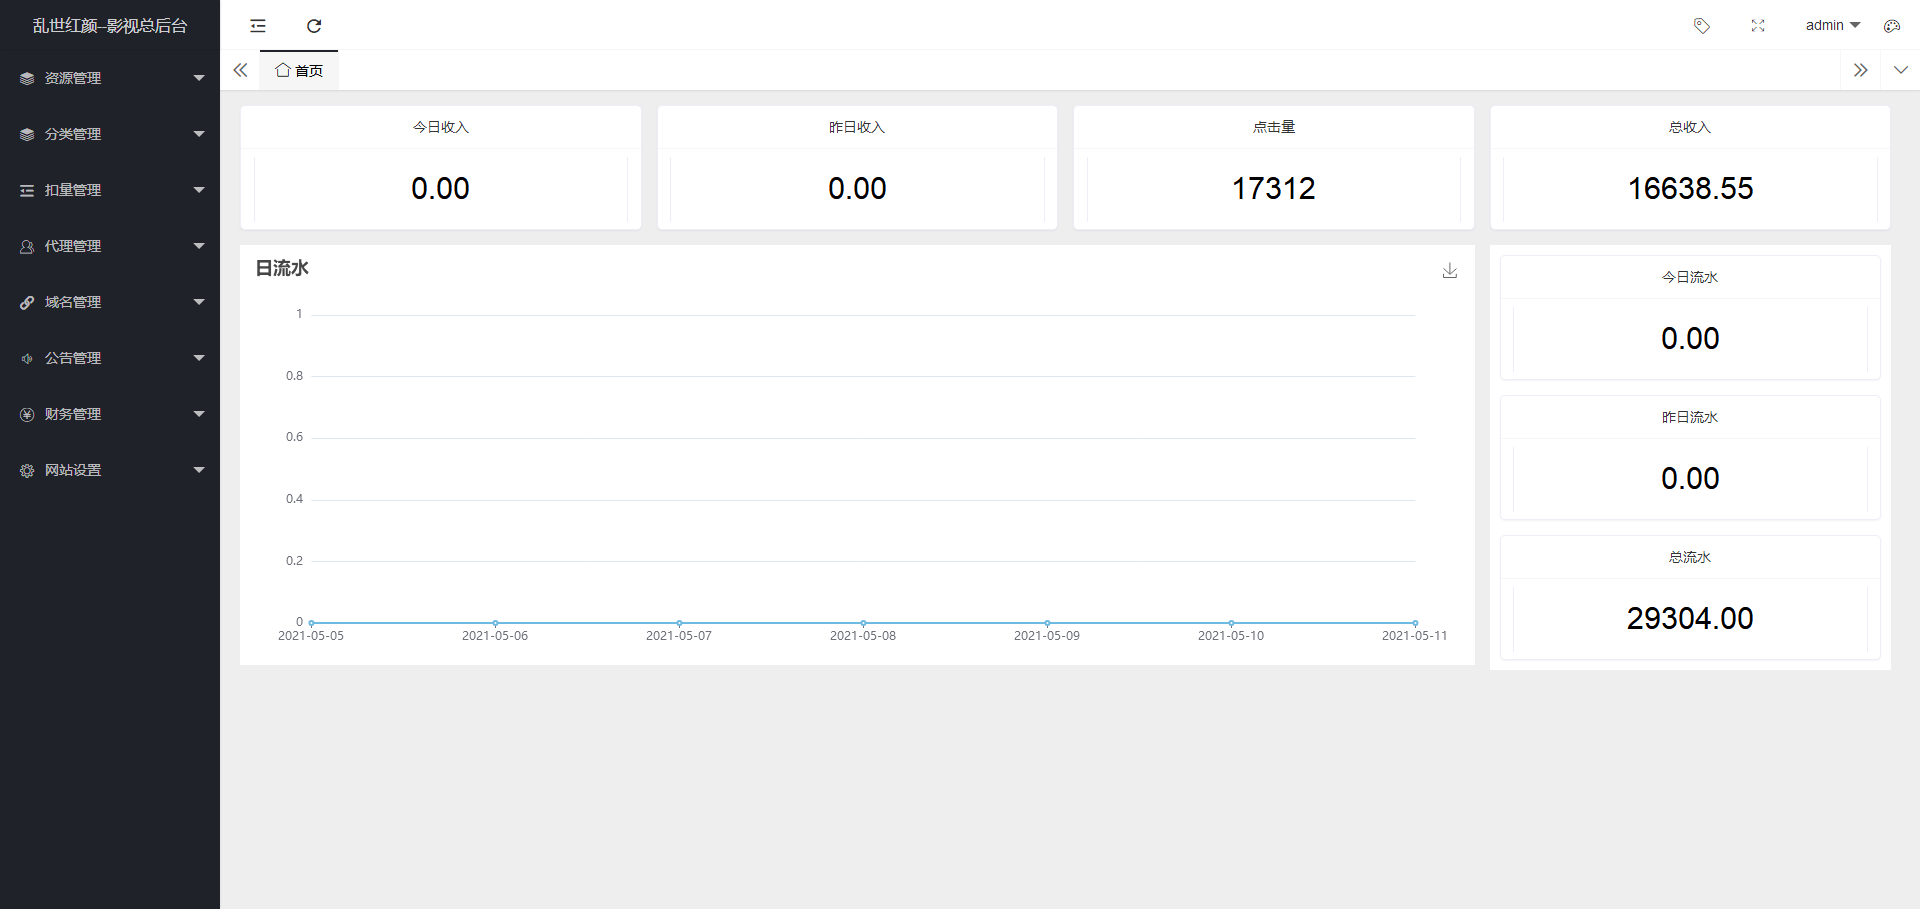 乱世红颜--影视总后台
admin
资源管理
分类管理
扣量管理
代理管理
域名管理
公告管理
财务管理
网站设置
首页
今日收入
0.00
昨日收入
0.00
点击量
17312
总收入
16638.55
日流水
1
0.8
0.6
0.4
0.2
0
2021-05-05
2021-05-06
2021-05-07
2021-05-08
2021-05-09
2021-05-10
2021-05-11
今日流水
0.00
昨日流水
0.00
总流水
29304.00